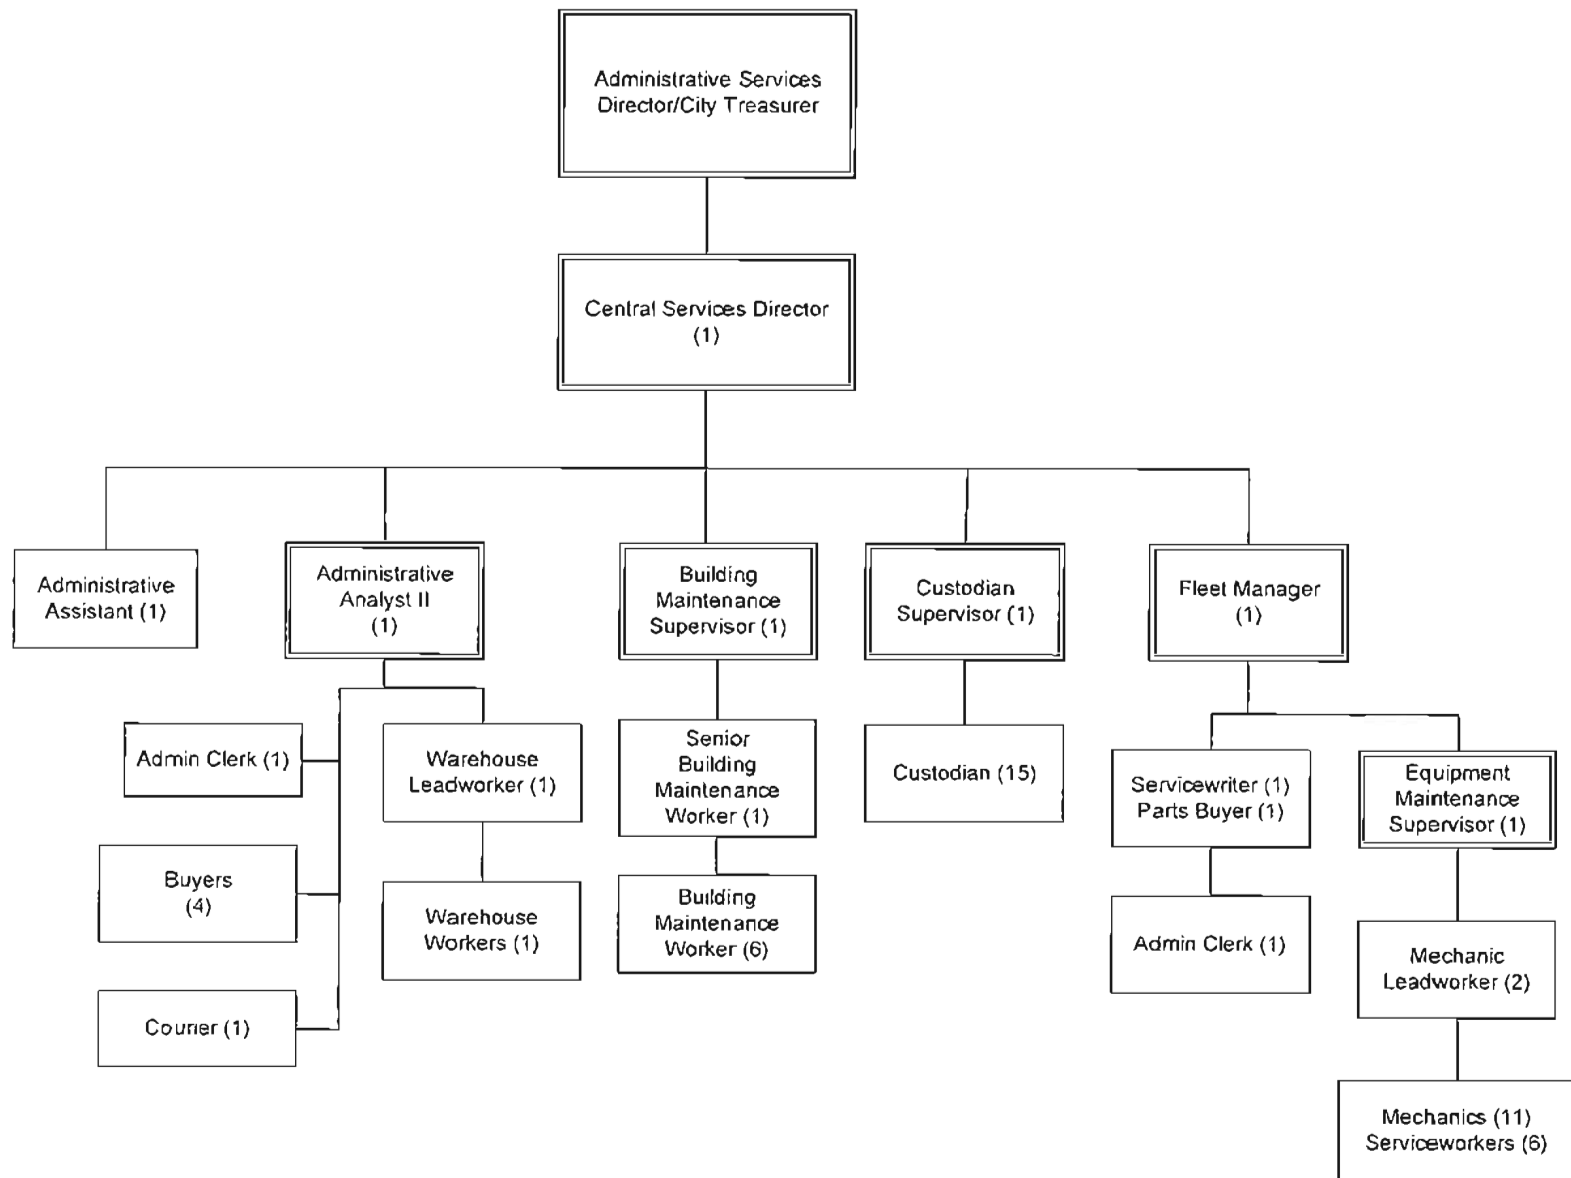 Administrative Services
Director/City Treasurer
Central Services Director
(1)
Administrative
Assistant (1)
Administrative
Analyst II
(1)
Building
Maintenance
Supervisor (1)
Custodian
Supervisor (1)
Fleet Manager
(1)
Admin Clerk (1)
Buyers
(4)
Courier (1)
Warehouse
Leadworker (1)
Warehouse
Workers (1)
Senior
Building
Maintenance
Worker (1)
Building
Maintenance
Worker (6)
Custodian (15)
Servicewriter (1)
Parts Buyer (1)
Admin Clerk (1)
Equipment
Maintenance
Supervisor (1)
Mechanic
Leadworker (2)
Mechanics (11)
Serviceworkers (6)